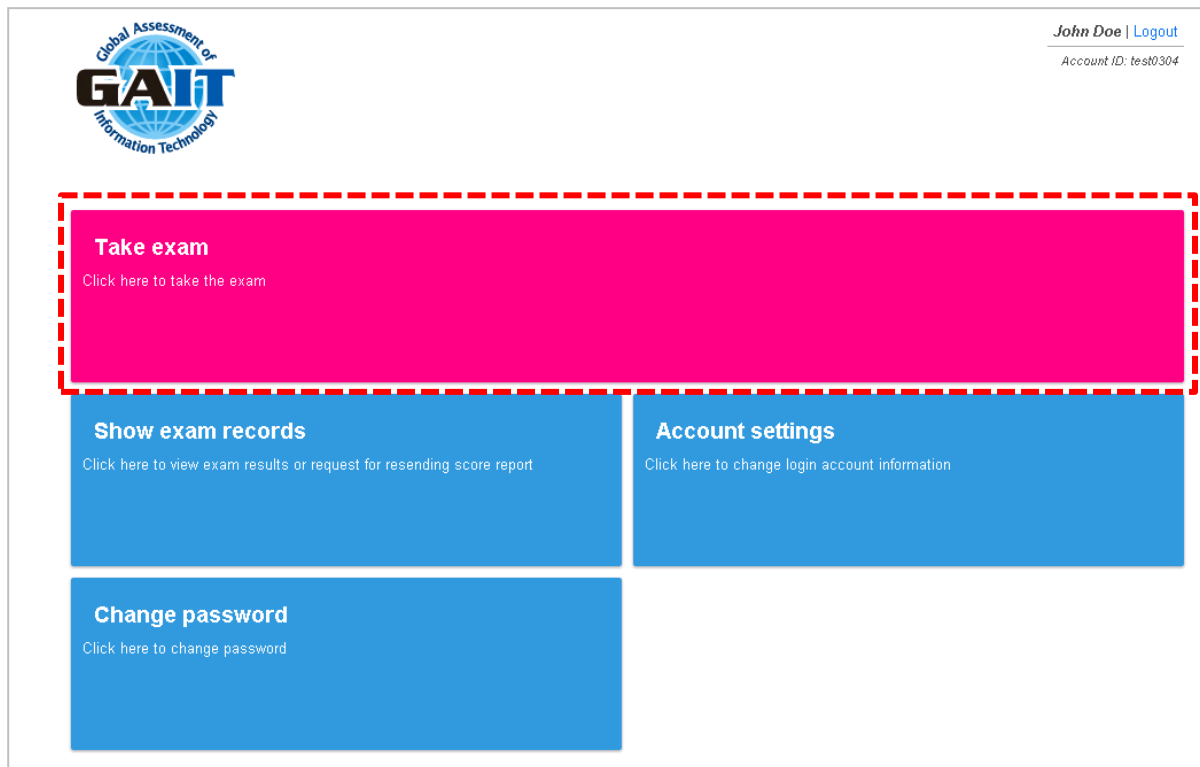 Global Assessment of
GAIT
Information Technology
John Doe | Logout
Account ID: test0304
Take exam
Click here to take the exam
Show exam records
Click here to view exam results or request for resending score report
Account settings
Click here to change login account information
Change password
Click here to change password